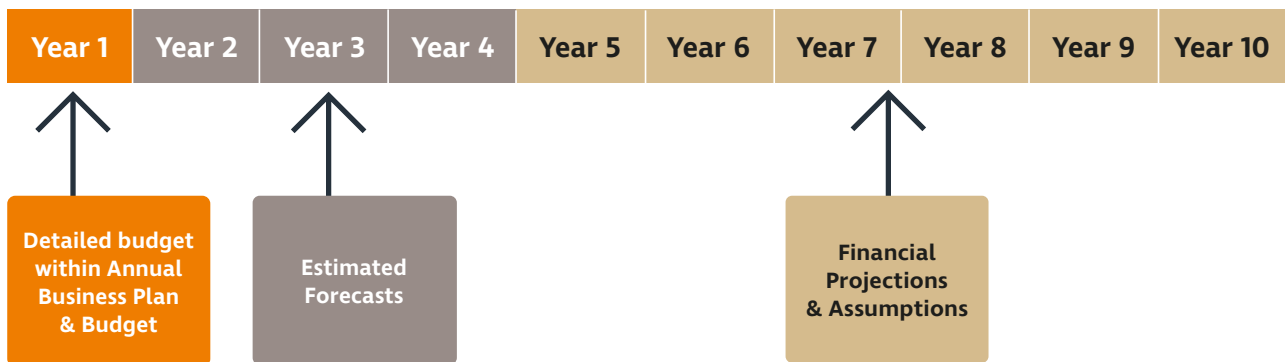 Year 1 Year 2 Year 3 Year 4 Year 5 Year 6 Year 7 Year 8 Year 9 Year 10
Detailed budget
within Annual
Business Plan
& Budget
Estimated
Forecasts
Financial
Projections
& Assumptions